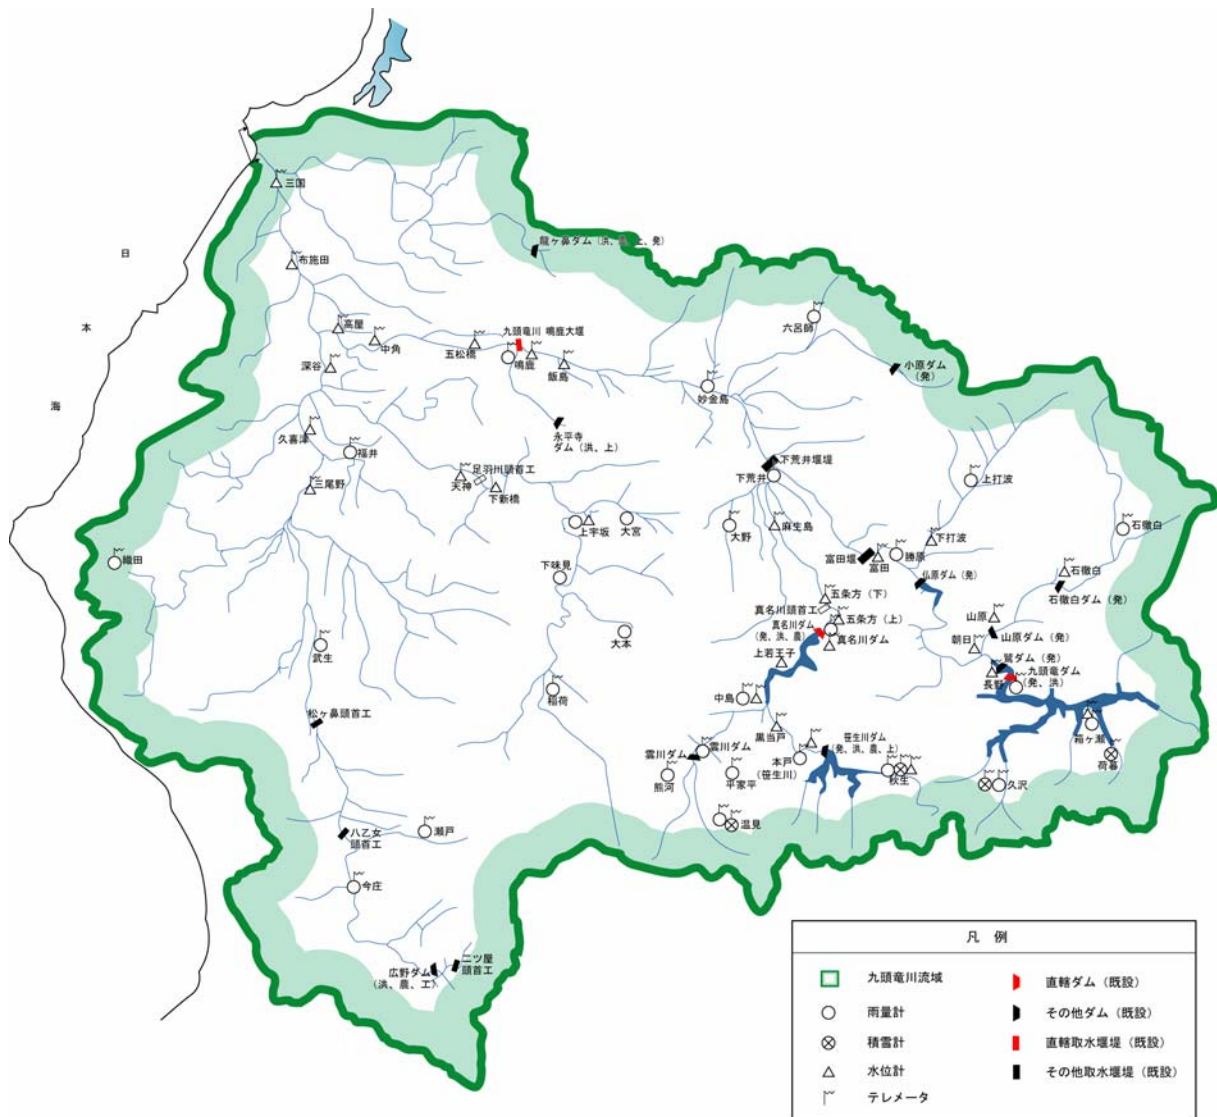 三国
日
本
海
布施田
龍ヶ鼻ダム（洪、農、上、発）
高屋
中角
深谷
五松橋
九頭竜川 鳴鹿大堰
鳴鹿
飯島
六呂師
小原ダム
（発）
妙金島
永平寺
ダム（洪、上）
久喜津
福井
三尾野
足羽川頭首工
天神
下新橋
下荒井堰堤
下荒井
上打波
石徹白
上宇坂
大宮
大野
麻生島
下打波
織田
下味見
富田堰
富田
勝原
仏原ダム（発）
石徹白
石徹白ダム（発）
五条方（下）
真名川頭首工
五条方（上）
真名川ダム
（発、洪、農）
真名川ダム
大本
武生
上若王子
山原
山原ダム（発）
朝日
鷲ダム（発）
九頭竜ダム
（発、洪）
長野
稲荷
中島
松ヶ鼻頭首工
黒当戸
笹生川ダム
（発、洪、農、上）
箱ヶ瀬
荷暮
雲川ダム
雲川ダム
本戸
（笹生川）
熊河
平家平
秋生
久沢
温見
八乙女
頭首工
瀬戸
今庄
広野ダム
（洪、農、工）
二ツ屋
頭首工
凡 例
九頭竜川流域
直轄ダム（既設）
雨量計
その他ダム（既設）
積雪計
直轄取水堰堤（既設）
水位計
その他取水堰堤（既設）
テレメータ